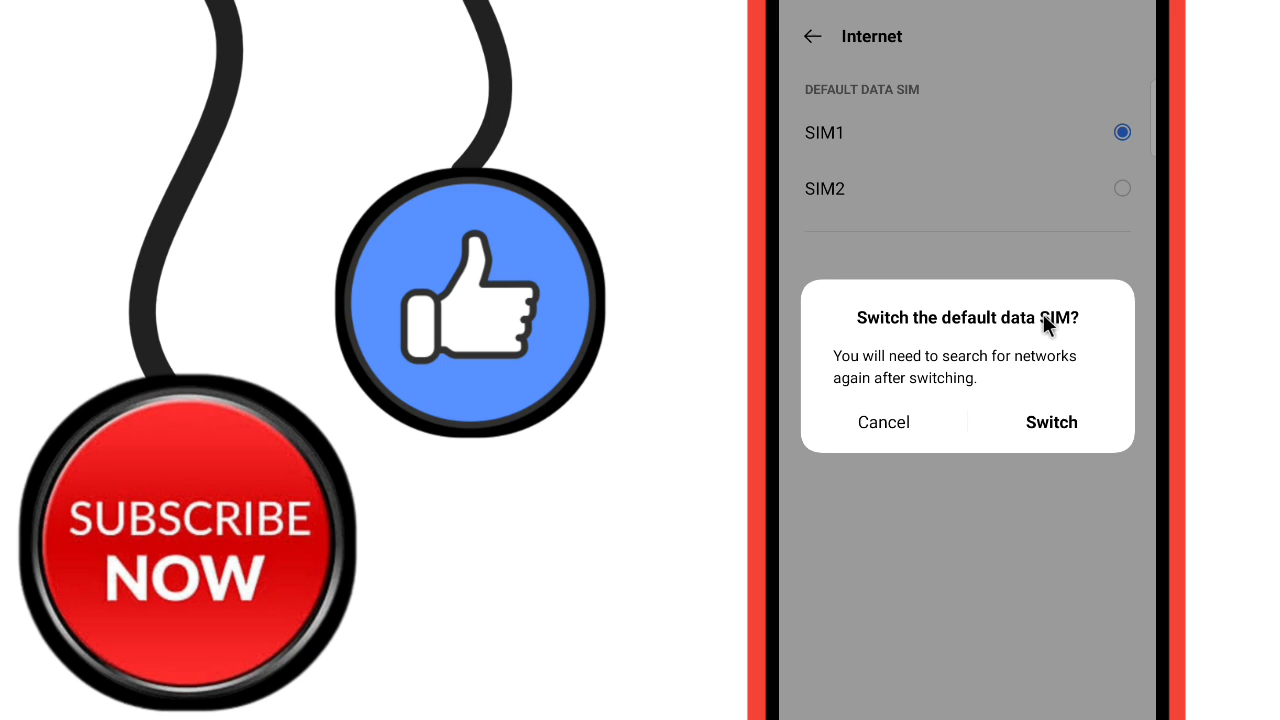 SUBSCRIBE
NOW
Internet
DEFAULT DATA SIM
SIM1
SIM2
Switch the default data SIM?
You will need to search for networks
again after switching.
Cancel
Switch